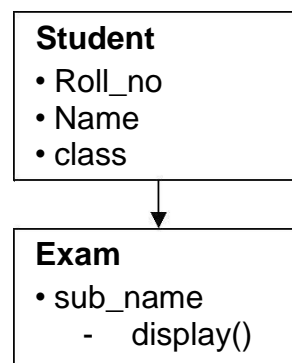 Student
• Roll_no
• Name
• class
Exam
• sub_name
- display()